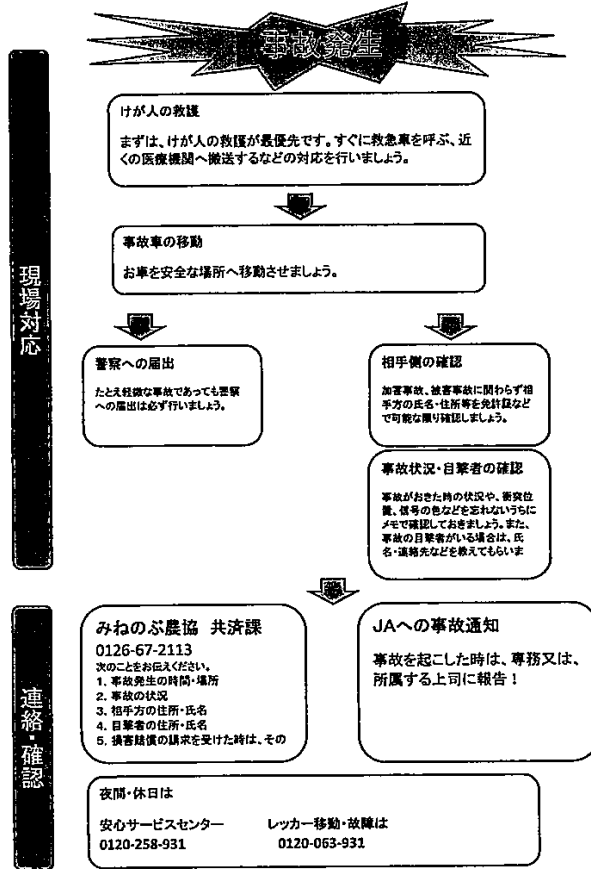 事故発生
現場対応
けが人の救護
まずは、けが人の救護が最優先です。すぐに救急車を呼ぶ、近
くの医療機関へ搬送するなどの対応を行いましょう。
事故車の移動
お車を安全な場所へ移動させましょう。
警察への届出
たとえ軽微な事故であっても警察
への届出は必ず行いましょう。
相手側の確認
加害事故、被害事故に関わらず相
手方の氏名・住所等を免許証など
で可能な限り確認しましょう。
事故状況・目撃者の確認
事故がおきた時の状況や、衝突位
置、信号の色などを忘れないうちに
メモで確認しておきましょう。また、
事故の目撃者がいる場合は、氏
名・連絡先などを教えてもらいま
連絡・確認
みねのぶ農協 共済課
0126-67-2113
次のことをお伝えください。
1. 事故発生の時間・場所
2. 事故の状況
3. 相手方の住所・氏名
4. 目撃者の住所・氏名
5. 損害賠償の請求を受けた時は、その
JAへの事故通知
事故を起こした時は、専務又は、
所属する上司に報告！
夜間・休日は
安心サービスセンター レッカー移動・故障は
0120-258-931 0120-063-931